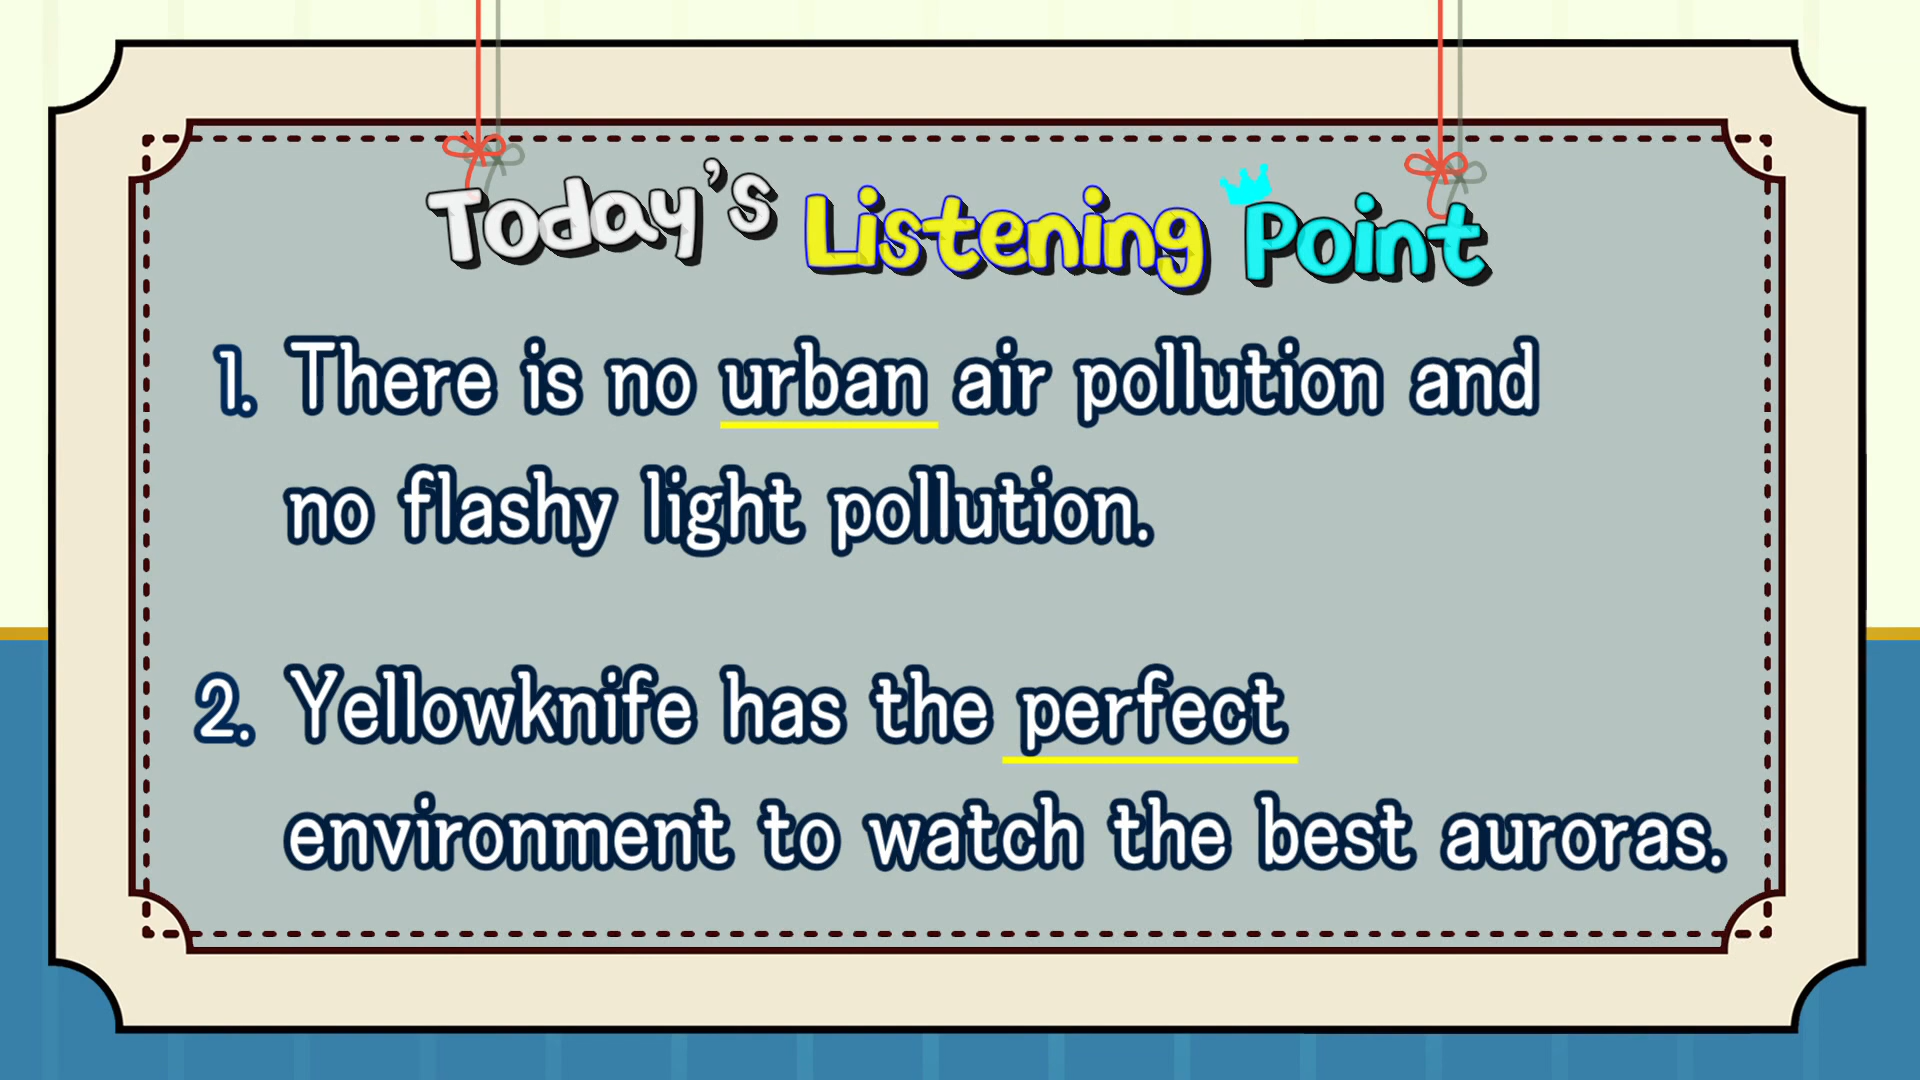 Today's Listening Point
1. There is no urban air pollution and
no flashy light pollution.
2. Yellowknife has the perfect
environment to watch the best auroras.